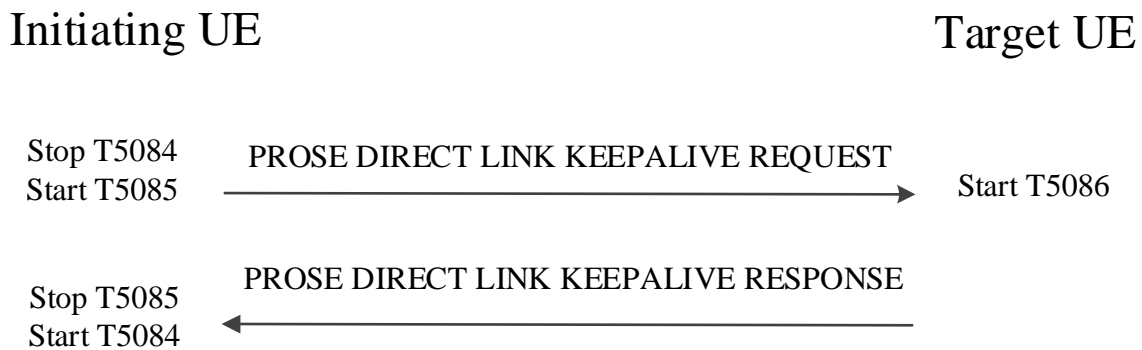 Initiating UE
Target UE
Stop T5084
Start T5085
PROSE DIRECT LINK KEEPALIVE REQUEST
Start T5086
PROSE DIRECT LINK KEEPALIVE RESPONSE
Stop T5085
Start T5084